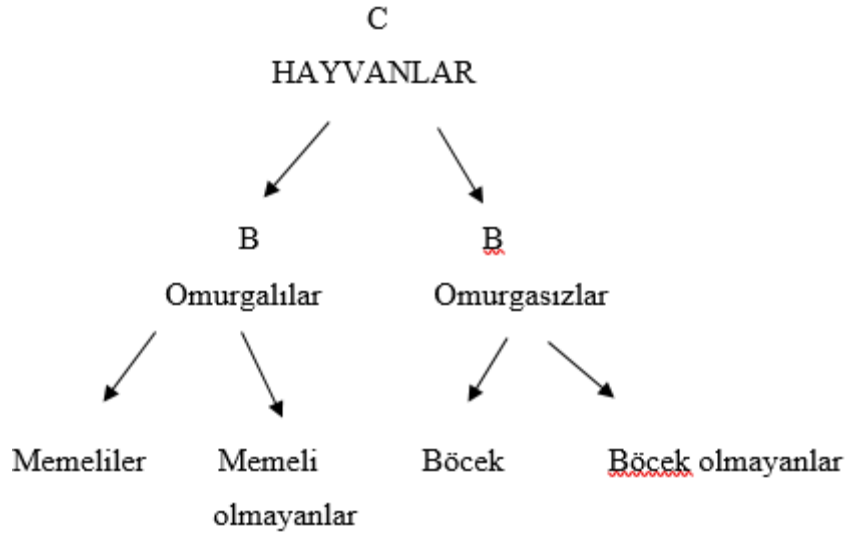 C
HAYVANLAR
B B
Omurgalılar Omurgasızlar
Memeliler Memeli Böcek Böcek olmayanlar
olmayanlar